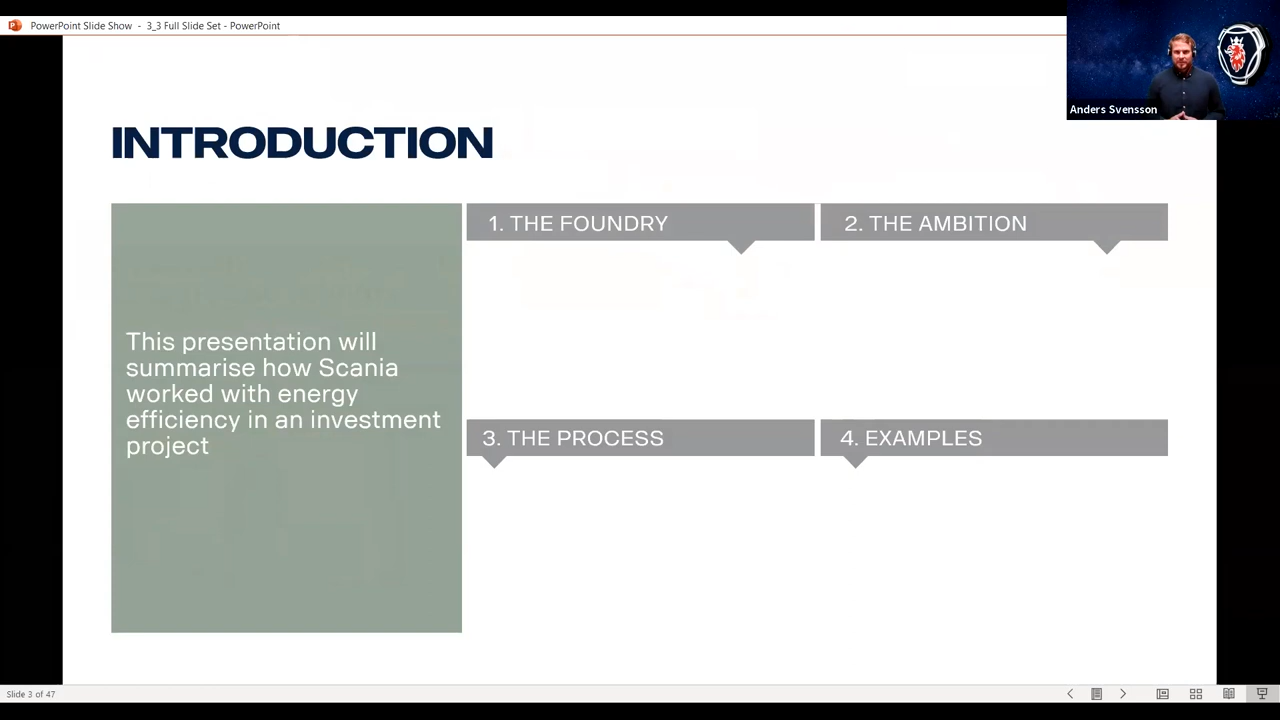 PowerPoint Slide Show - 3_3 Full Slide Set - PowerPoint
Anders Svensson
INTRODUCTION
This presentation will
summarise how Scania
worked with energy
efficiency in an investment
project
1. THE FOUNDRY
2. THE AMBITION
3. THE PROCESS
4. EXAMPLES
Slide 3 of 47